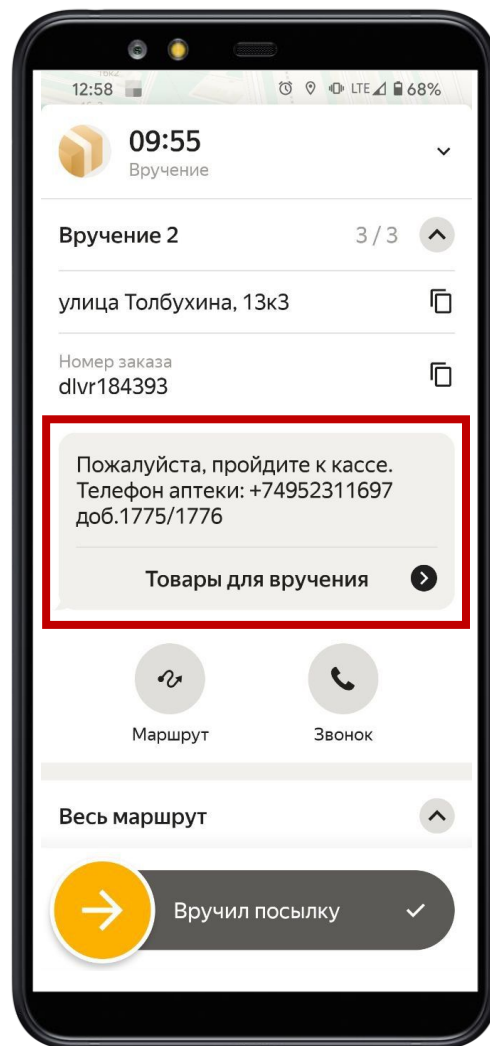 12:58
LTE 68%
09:55
Вручение
Вручение 2
3 / 3
улица Толбухина, 13к3
Номер заказа
dlvr184393
Пожалуйста, пройдите к кассе.
Телефон аптеки: +74952311697
доб.1775/1776
Товары для вручения
Маршрут
Звонок
Весь маршрут
Вручил посылку